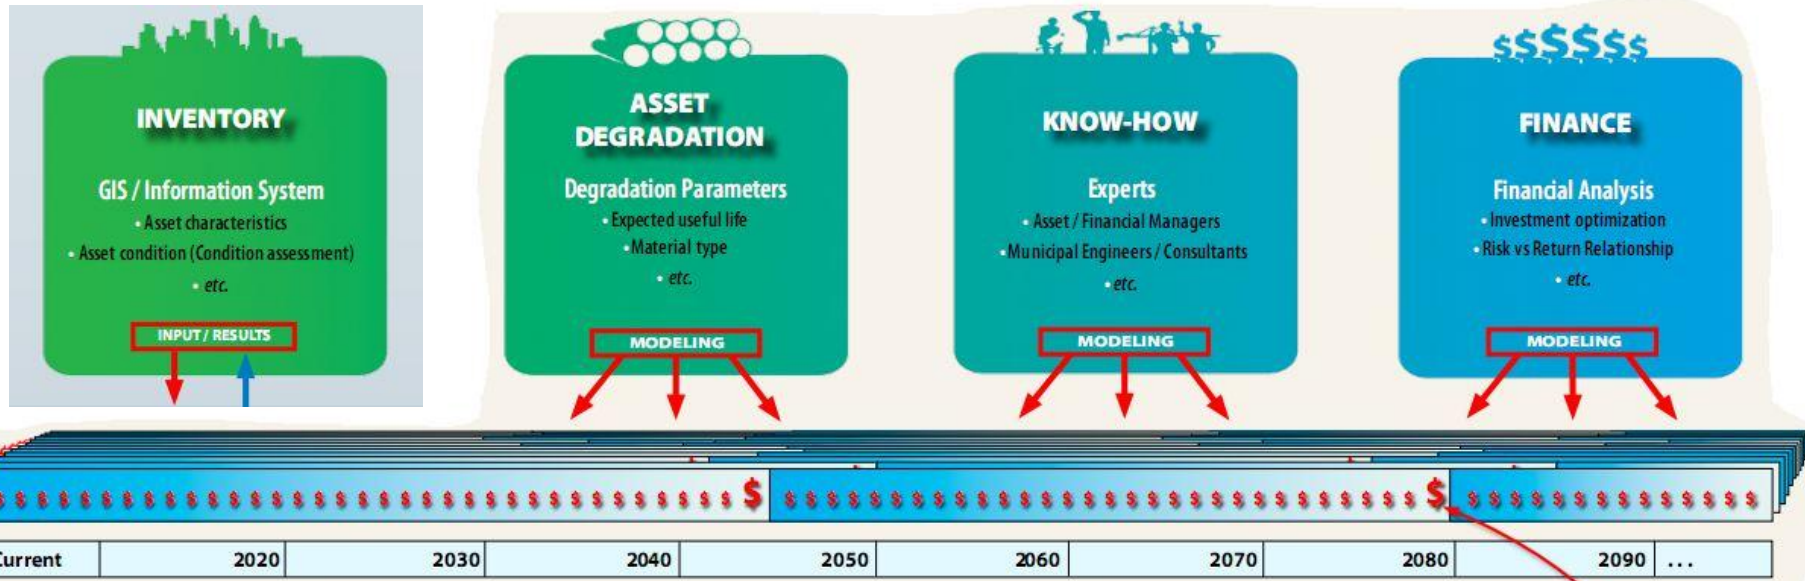 $$$$$$$
INVENTORY
GIS / Information System
• Asset characteristics
• Asset condition (Condition assessment)
• etc.
INPUT / RESULTS
ASSET
DEGRADATION
Degradation Parameters
• Expected useful life
• Material type
• etc.
MODELING
KNOW-HOW
Experts
• Asset / Financial Managers
• Municipal Engineers / Consultants
• etc.
MODELING
FINANCE
Financial Analysis
• Investment optimization
• Risk vs Return Relationship
• etc.
MODELING
Current 2020 2030 2040 2050 2060 2070 2080 2090 ...